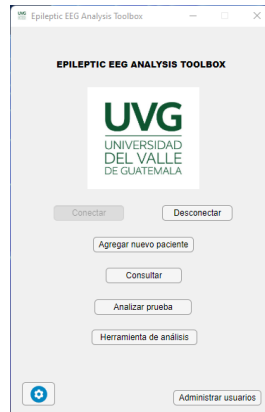 UVG Epileptic EEG Analysis Toolbox
EPILEPTIC EEG ANALYSIS TOOLBOX
UVG
UNIVERSIDAD
DEL VALLE
DE GUATEMALA
Conectar Desconectar
Agregar nuevo paciente
Consultar
Analizar prueba
Herramienta de análisis
Administrar usuarios